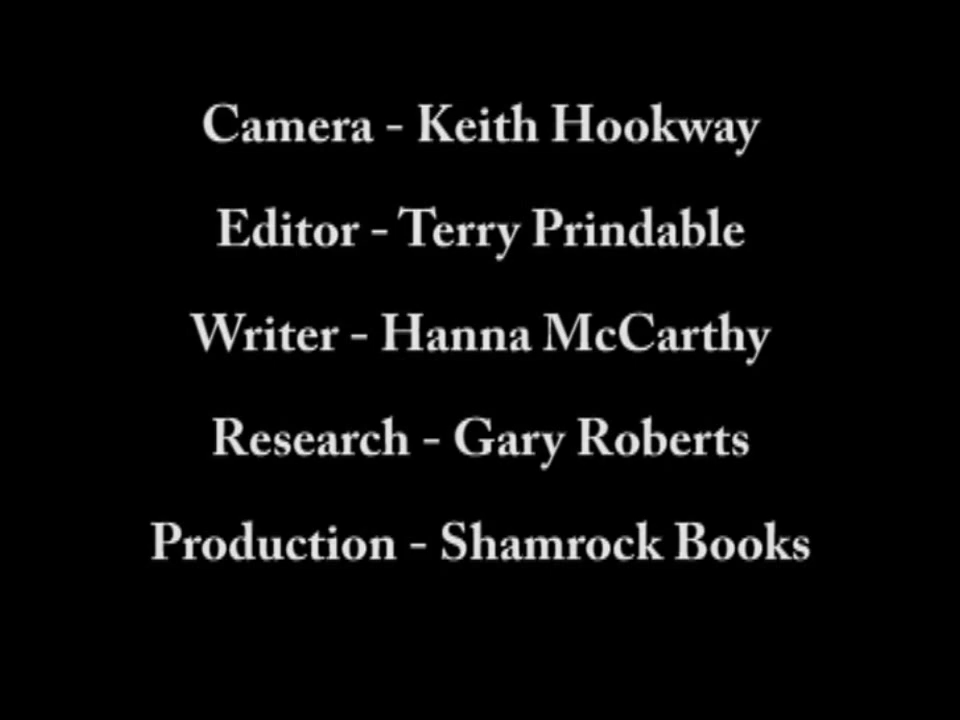 Camera - Keith Hookway
Editor - Terry Prindable
Writer - Hanna McCarthy
Research - Gary Roberts
Production - Shamrock Books